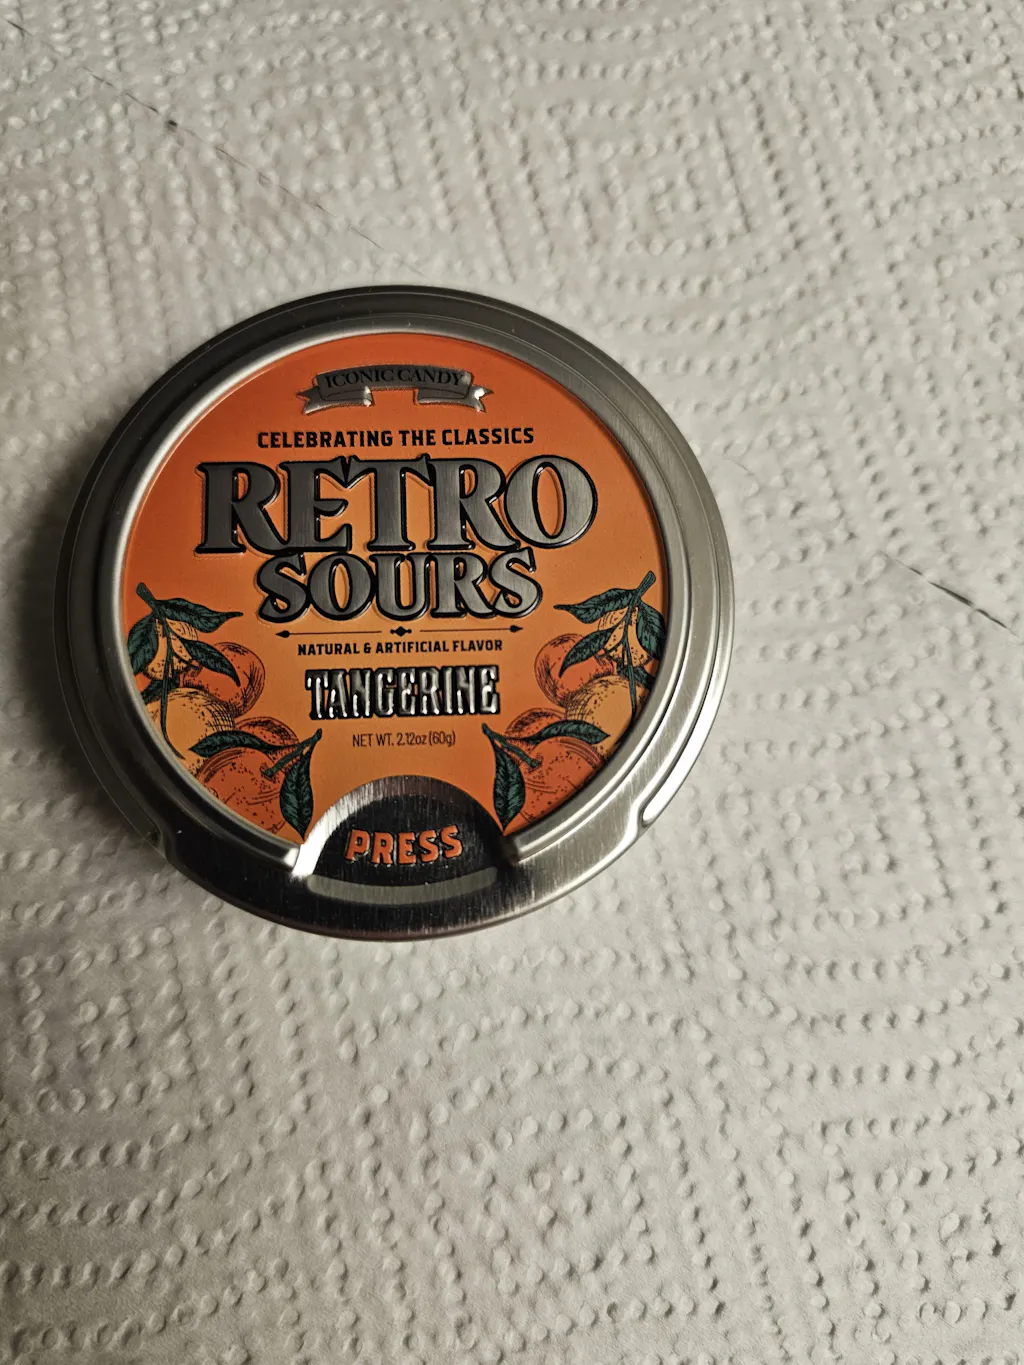 ICONIC CANDY
CELEBRATING THE CLASSICS
RETRO
SOURS
NATURAL & ARTIFICIAL FLAVOR
TANGERINE
NET WT. 2.12oz (60g)
PRESS